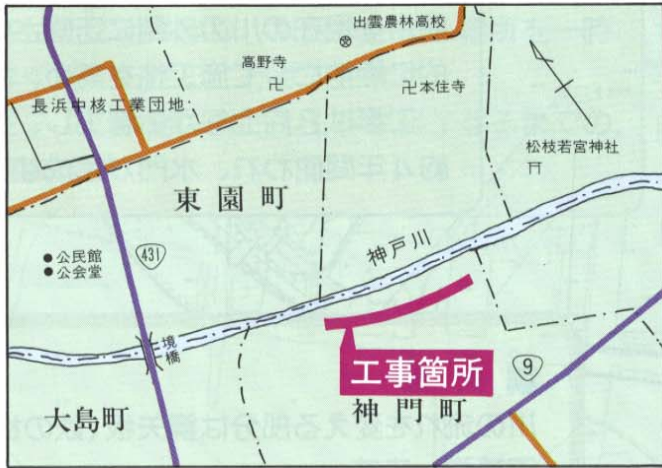 出雲農林高校
高野寺
卍
卍本住寺
長浜中核工業団地
松枝若宮神社
東園町
神戸川
431
公民館
公会堂
境橋
工事箇所
9
大島町
神門町